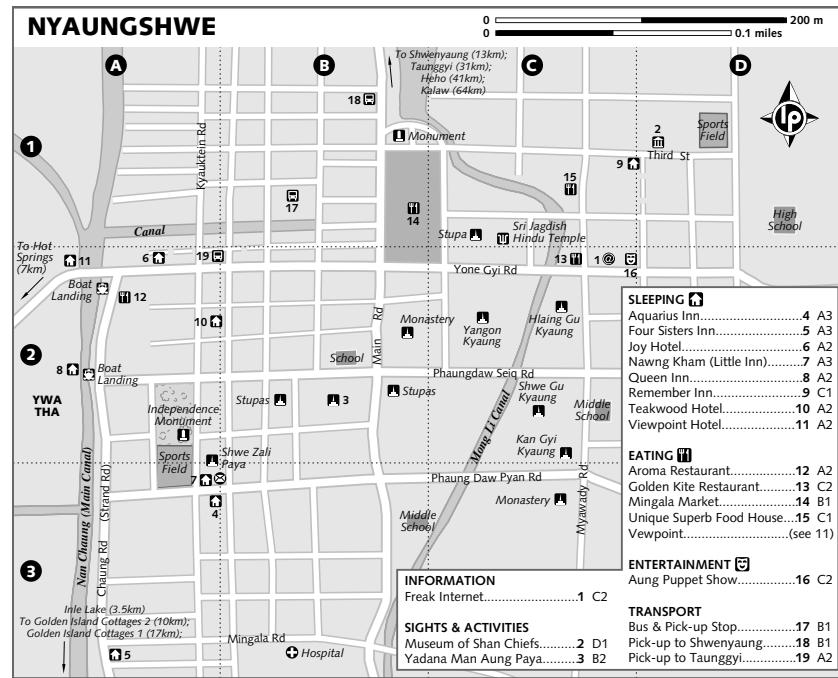 NYAUNGSHWE
0 200 m
0 0.1 miles
A
B
C
D
1
2
3
To Shwenyaung (13km);
Taunggyi (31km);
Heho (41km);
Kalaw (64km)
18
Monument
2
Sports
Field
lp
Kyauktein Rd
Third St
9
15
17
14
High
School
Canal
Stupa
Sri Jagdish
Hindu Temple
To Hot
Springs
(7km)
11
6
19
13
1
16
Yone Gyi Rd
Boat
Landing
12
10
Main Rd
Monastery
Yangon
Kyaung
Hlaing Gu
Kyaung
School
8
Boat
Landing
Phaungdaw Seiq Rd
YWA
THA
Stupas
3
Stupas
Shwe Gu
Kyaung
Middle
School
Independence
Monument
Mong Li Canal
Kan Gyi
Kyaung
Sports
Field
Shwe Zali
Paya
7
4
Phaung Daw Pyan Rd
Nan Chaung (Main Canal)
Chaung Rd (Strand Rd)
Monastery
Myawady Rd
Middle
School
Inle Lake (3.5km)
To Golden Island Cottages 2 (10km);
Golden Island Cottages 1 (17km);
Mingala Rd
5
Hospital
INFORMATION
Freak Internet 1 C2
SIGHTS & ACTIVITIES
Museum of Shan Chiefs 2 D1
Yadana Man Aung Paya 3 B2
SLEEPING
Aquarius Inn 4 A3
Four Sisters Inn 5 A3
Joy Hotel 6 A2
Nawng Kham (Little Inn) 7 A3
Queen Inn 8 A2
Remember Inn 9 C1
Teakwood Hotel 10 A2
Viewpoint Hotel 11 A2
EATING
Aroma Restaurant 12 A2
Golden Kite Restaurant 13 C2
Mingala Market 14 B1
Unique Superb Food House 15 C1
Vewpoint (see 11)
ENTERTAINMENT
Aung Puppet Show 16 C2
TRANSPORT
Bus & Pick-up Stop 17 B1
Pick-up to Shwenyaung 18 B1
Pick-up to Taunggyi 19 A2